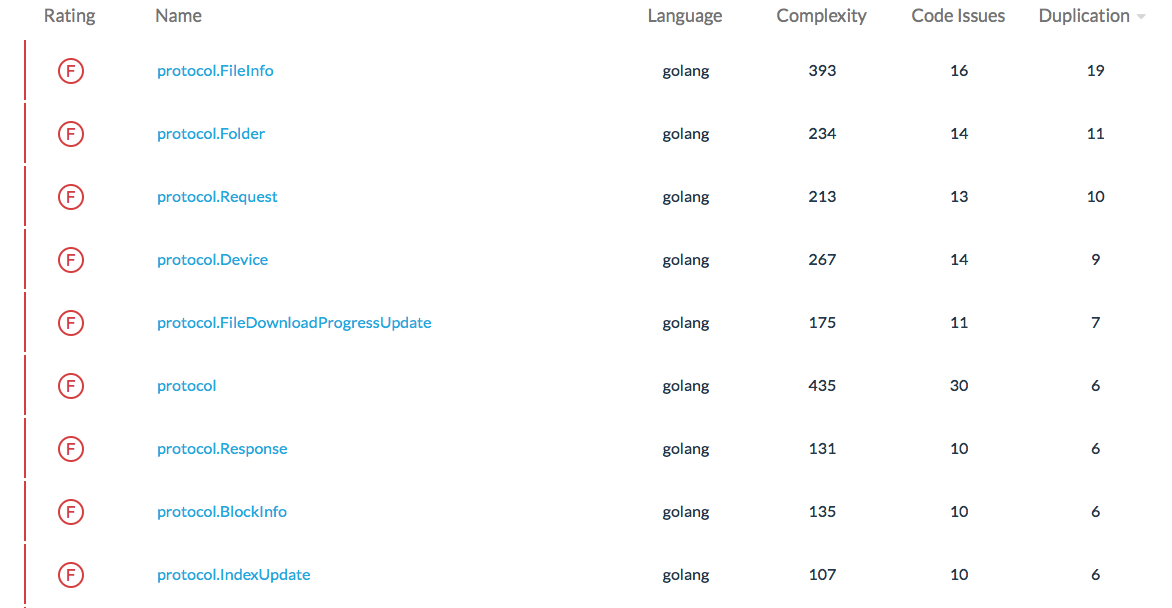 Rating Name Language Complexity Code Issues Duplication
F protocol.FileInfo golang 393 16 19
F protocol.Folder golang 234 14 11
F protocol.Request golang 213 13 10
F protocol.Device golang 267 14 9
F protocol.FileDownloadProgressUpdate golang 175 11 7
F protocol golang 435 30 6
F protocol.Response golang 131 10 6
F protocol.BlockInfo golang 135 10 6
F protocol.IndexUpdate golang 107 10 6